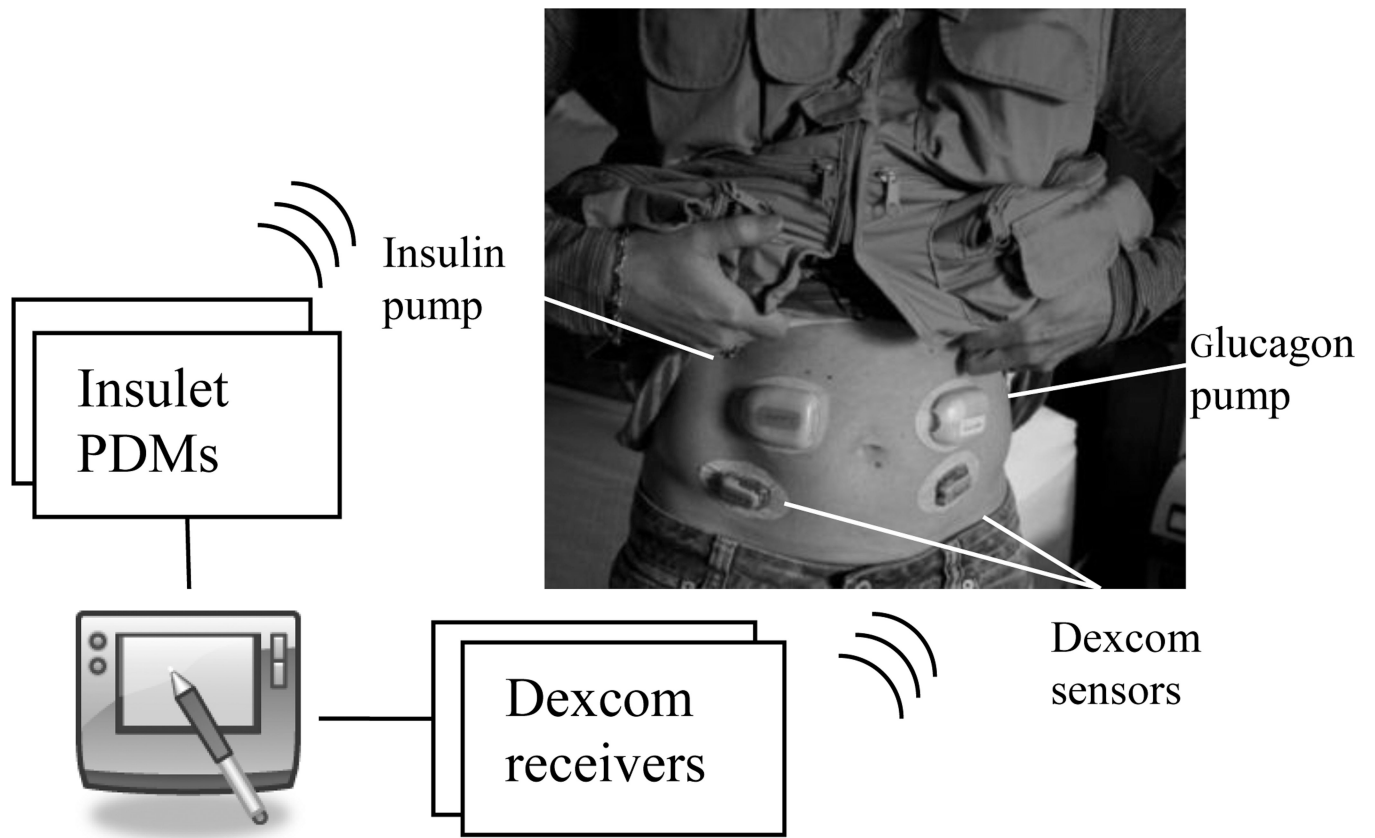 Insulin
pump
Glucagon
pump
Insulet
PDMs
Dexcom
receivers
Dexcom
sensors